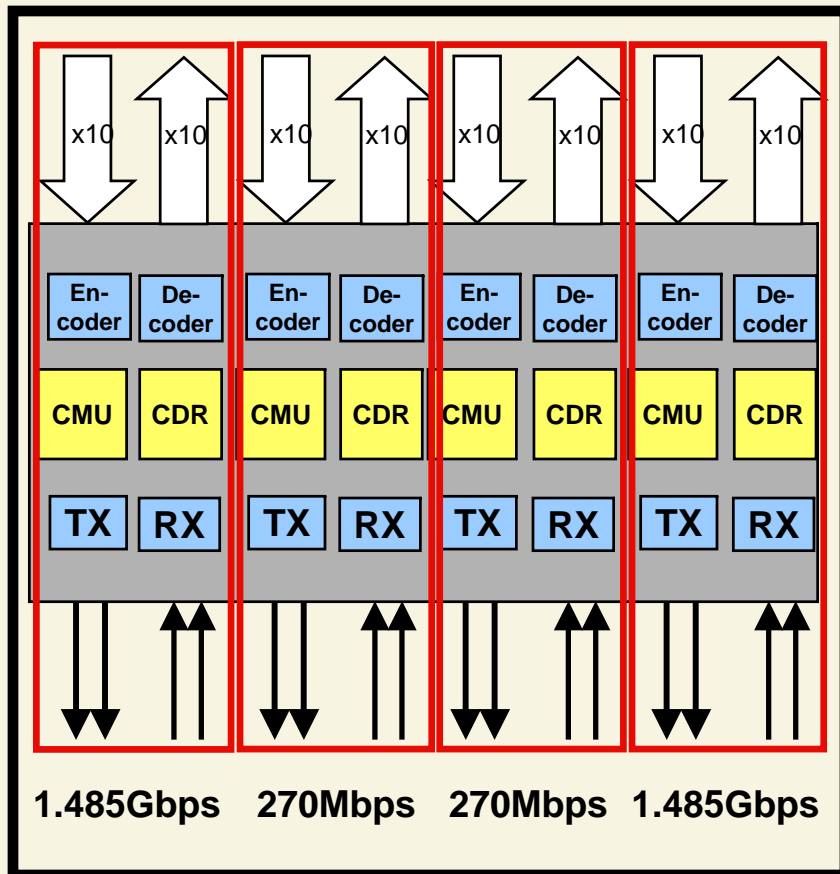 x10 x10 x10 x10 x10 x10 x10 x10
En- De- En- De- En- De- En- De-
coder coder coder coder coder coder coder coder
CMU CDR CMU CDR CMU CDR CMU CDR
TX RX TX RX TX RX TX RX
1.485Gbps 270Mbps 270Mbps 1.485Gbps